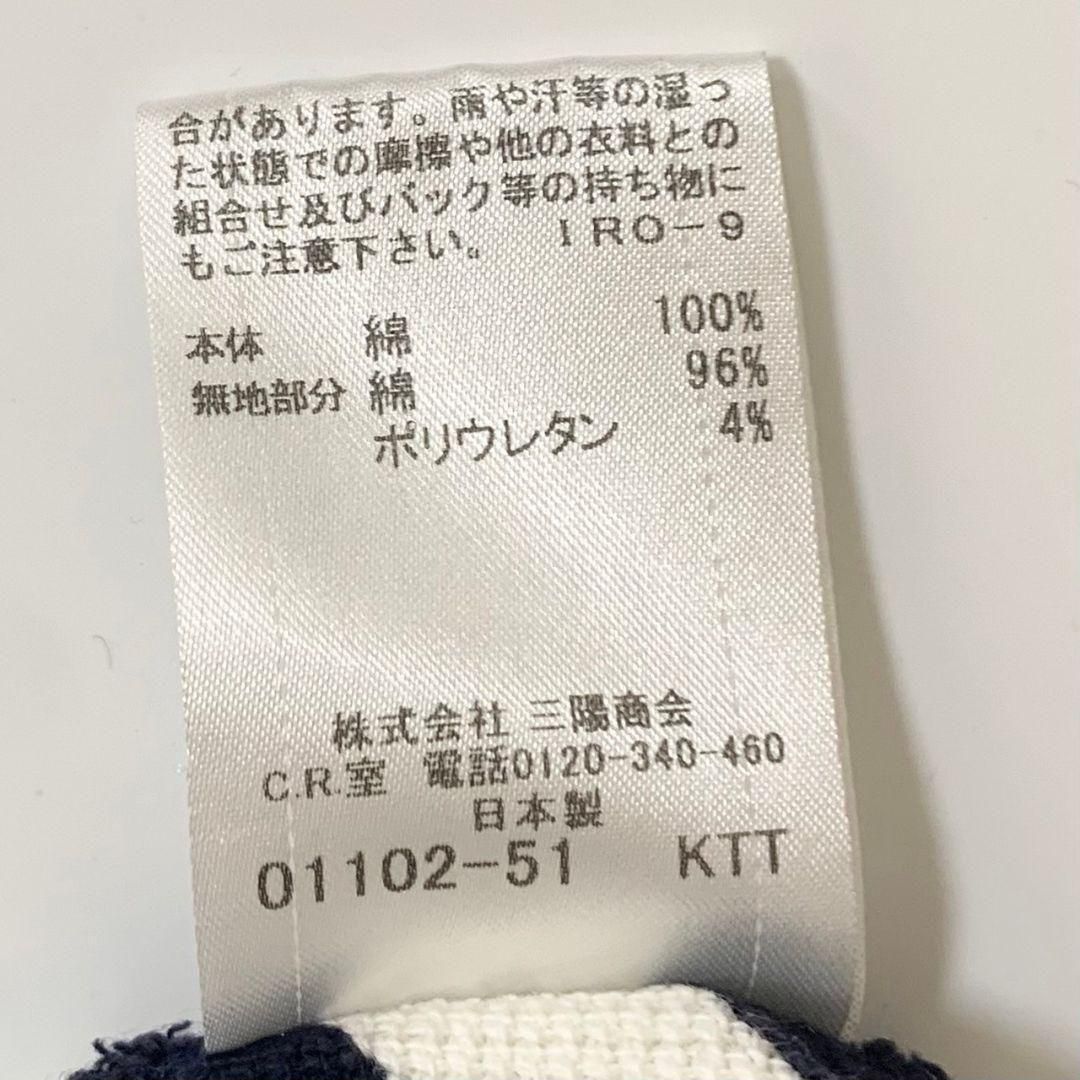 合があります。雨や汗等の湿っ
た状態での摩擦や他の衣料との
組合せ及びバック等の持ち物に
もご注意下さい。 IRO-9
本体 綿 100%
無地部分 綿 96%
ポリウレタン 4%
株式会社 三陽商会
C.R.室 電話0120-340-460
日本製
01102-51 KTT